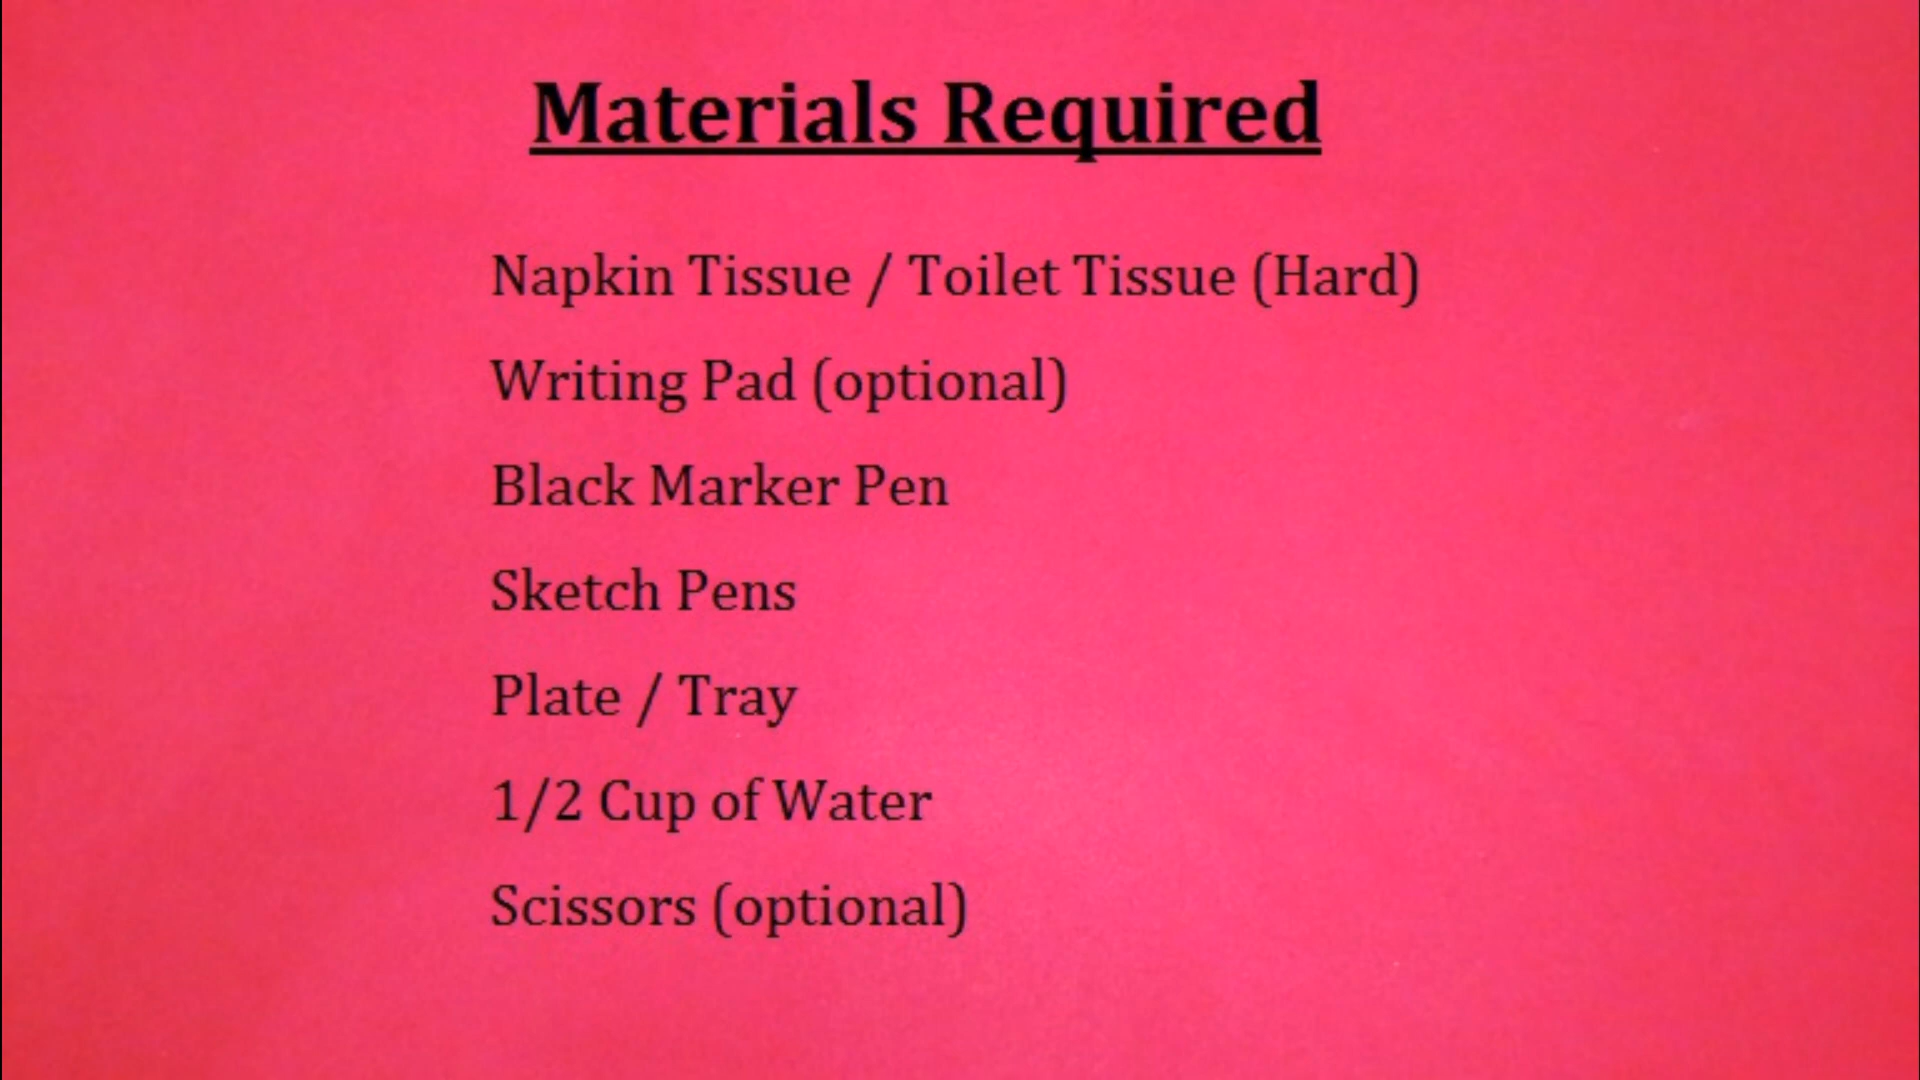 Materials Required
Napkin Tissue / Toilet Tissue (Hard)
Writing Pad (optional)
Black Marker Pen
Sketch Pens
Plate / Tray
1/2 Cup of Water
Scissors (optional)